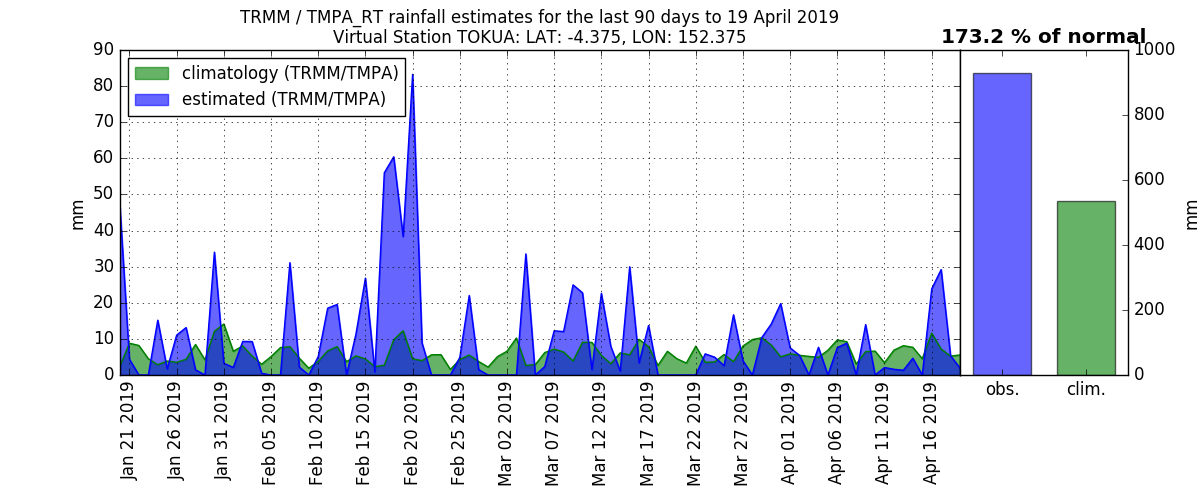 TRMM / TMPA_RT rainfall estimates for the last 90 days to 19 April 2019
Virtual Station TOKUA: LAT: -4.375, LON: 152.375
173.2 % of normal
climatology (TRMM/TMPA)
estimated (TRMM/TMPA)
mm
90
80
70
60
50
40
30
20
10
0
Jan 21 2019
Jan 26 2019
Jan 31 2019
Feb 05 2019
Feb 10 2019
Feb 15 2019
Feb 20 2019
Feb 25 2019
Mar 02 2019
Mar 07 2019
Mar 12 2019
Mar 17 2019
Mar 22 2019
Mar 27 2019
Apr 01 2019
Apr 06 2019
Apr 11 2019
Apr 16 2019
obs.
clim.
1000
800
600
400
200
0
mm